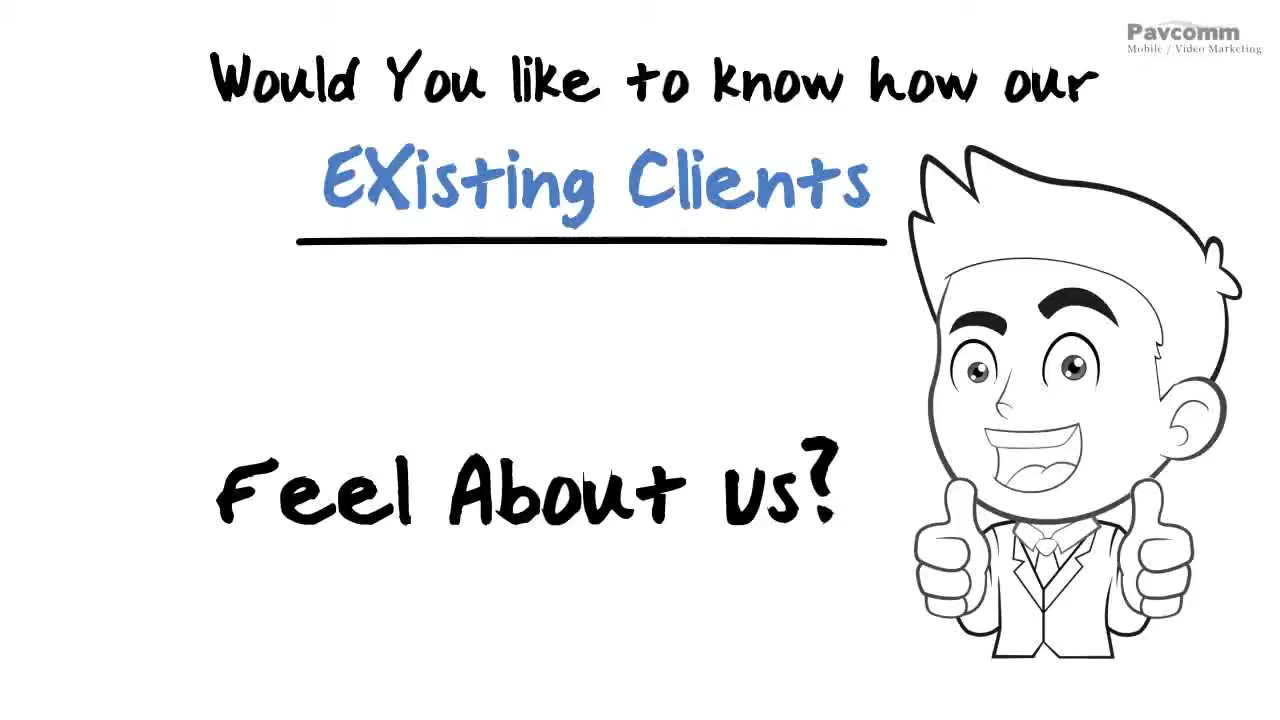 Pavcomm
Mobile / Video Marketing
Would You like to know how our
EXisting Clients
Feel About us?